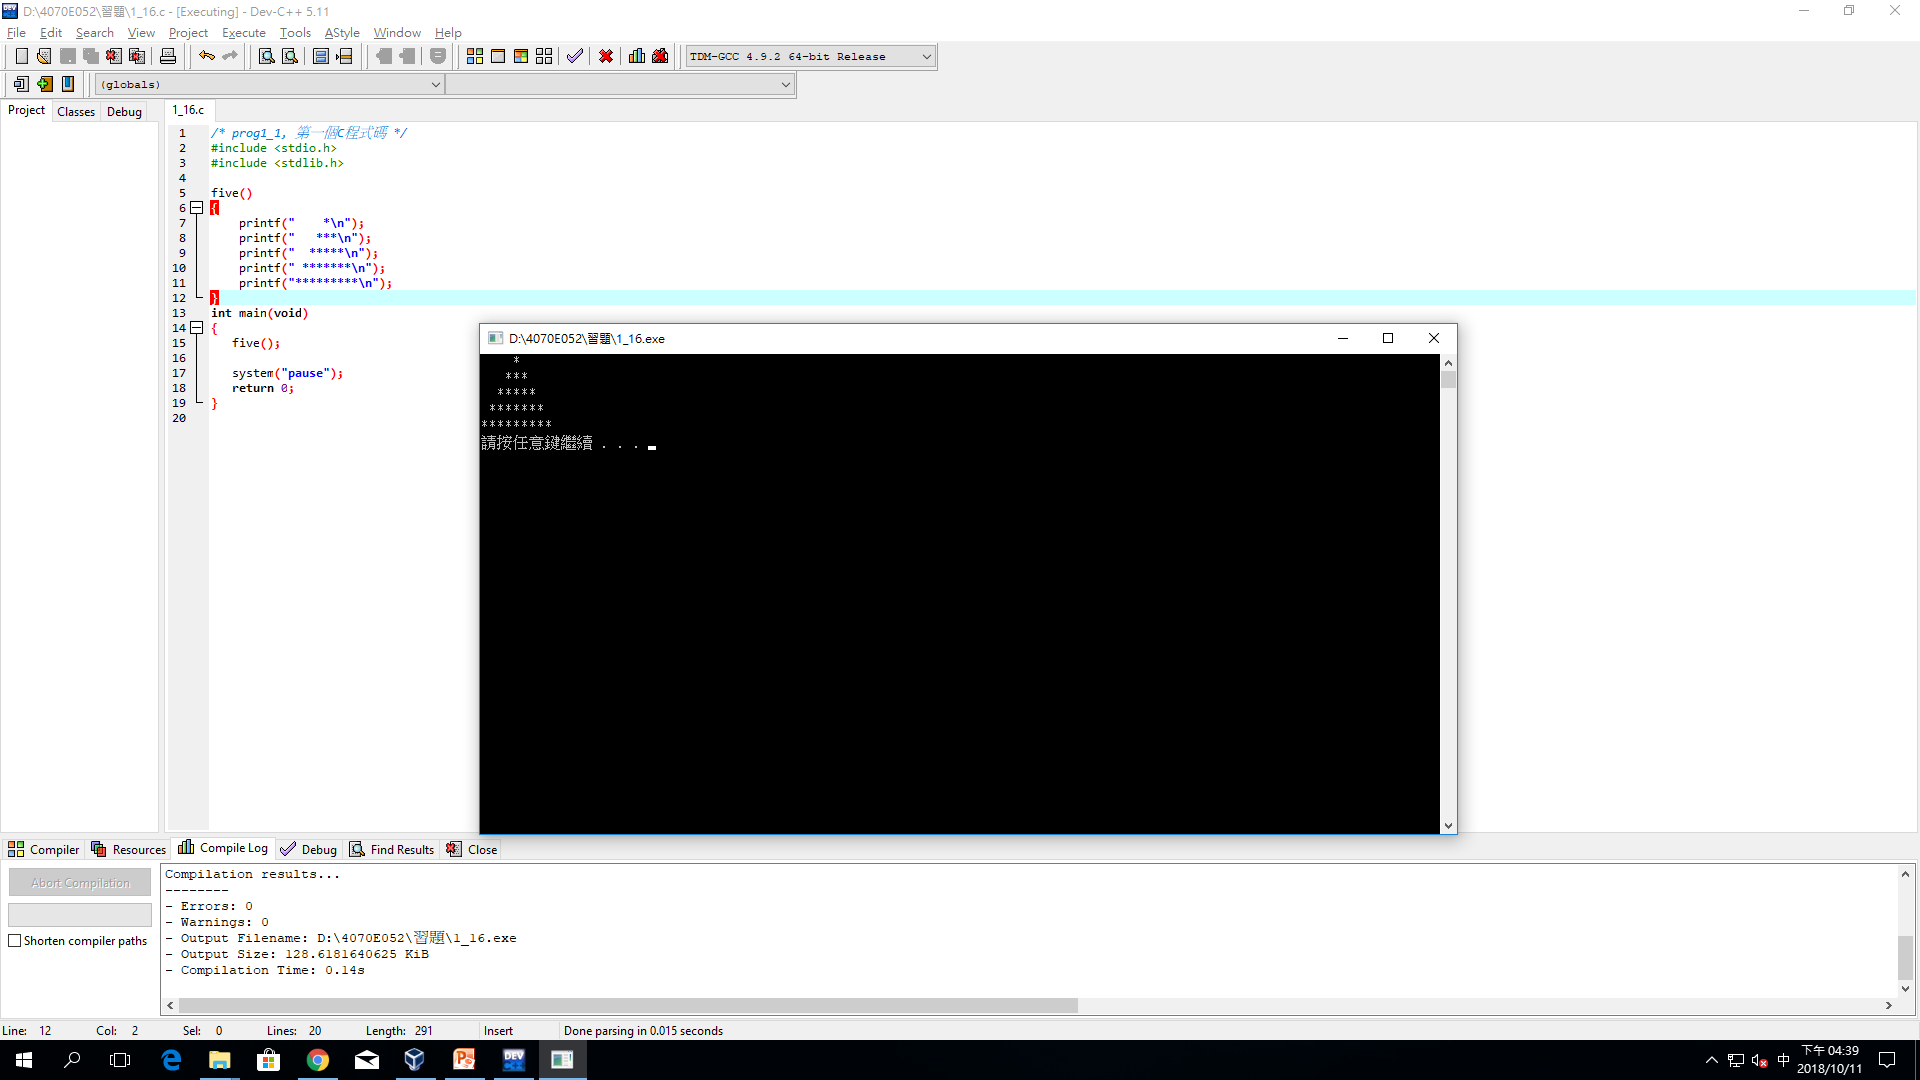 D:\4070E052\習題\1_16.c - [Executing] - Dev-C++ 5.11
File Edit Search View Project Execute Tools AStyle Window Help
TDM-GCC 4.9.2 64-bit Release
(globals)
Project Classes Debug 1_16.c
1 /* prog1_1, 第一個C程式碼 */
2 #include <stdio.h>
3 #include <stdlib.h>
4
5 five()
6 {
7     printf("    *\n");
8     printf("   ***\n");
9     printf("  *****\n");
10     printf(" *******\n");
11     printf("*********\n");
12 }
13 int main(void)
14 {
15    five();
16
17    system("pause");
18    return 0;
19 }
20
D:\4070E052\習題\1_16.exe
    *
   ***
  *****
 *******
*********
請按任意鍵繼續 . . .
Compiler Resources Compile Log Debug Find Results Close
Abort Compilation
Shorten compiler paths
Compilation results...
--------
- Errors: 0
- Warnings: 0
- Output Filename: D:\4070E052\習題\1_16.exe
- Output Size: 128.6181640625 KiB
- Compilation Time: 0.14s
Line: 12 Col: 2 Sel: 0 Lines: 20 Length: 291 Insert Done parsing in 0.015 seconds
DEV
中
下午 04:39
2018/10/11